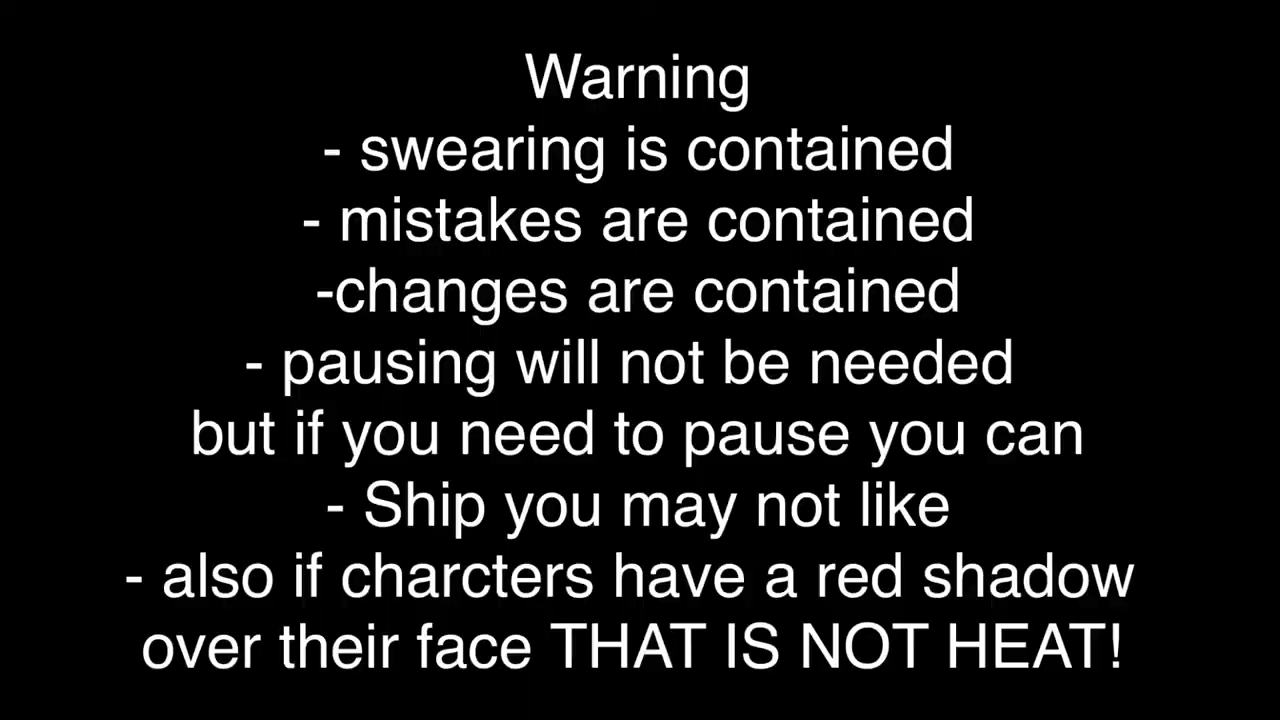 Warning
- swearing is contained
- mistakes are contained
-changes are contained
- pausing will not be needed
but if you need to pause you can
- Ship you may not like
- also if charcters have a red shadow
over their face THAT IS NOT HEAT!